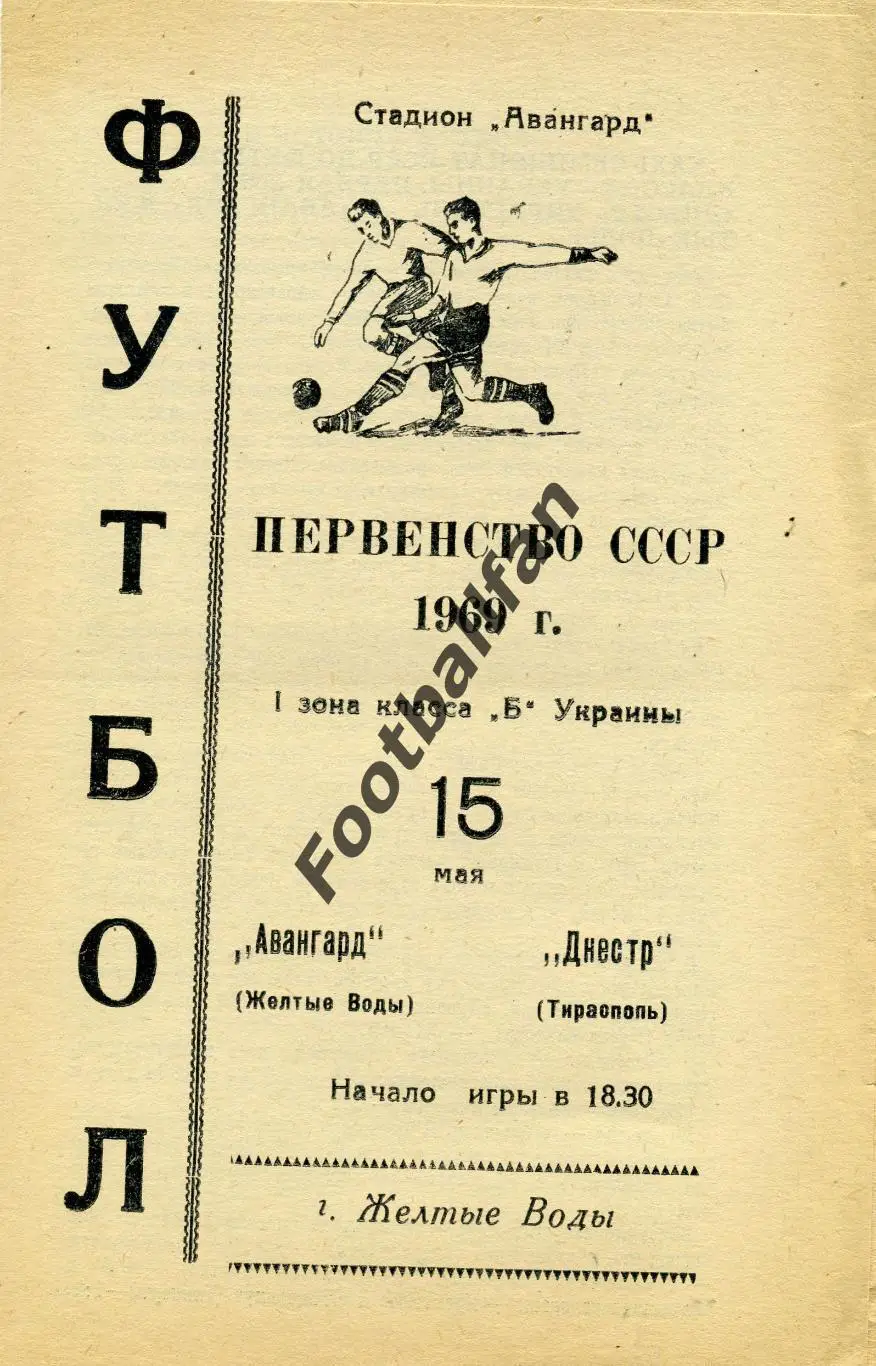 ФУТБОЛ
Стадион „Авангард"
ПЕРВЕНСТВО СССР
1969 г.
I зона класса „Б" Украины
15
мая
„Авангард" „Днестр"
(Желтые Воды) (Тирасполь)
Начало игры в 18.30
г. Желтые Воды
Footballfan